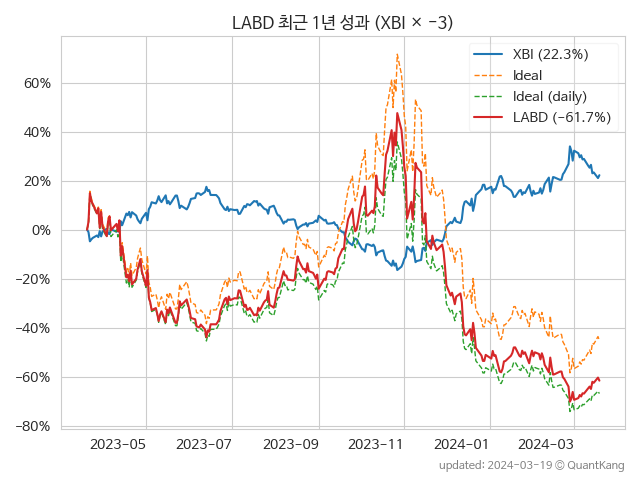 LABD 최근 1년 성과 (XBI × -3)
XBI (22.3%)
Ideal
Ideal (daily)
LABD (−61.7%)
60%
40%
20%
0%
−20%
−40%
−60%
−80%
2023-05 2023-07 2023-09 2023-11 2024-01 2024-03
updated: 2024-03-19 ⓒ QuantKang